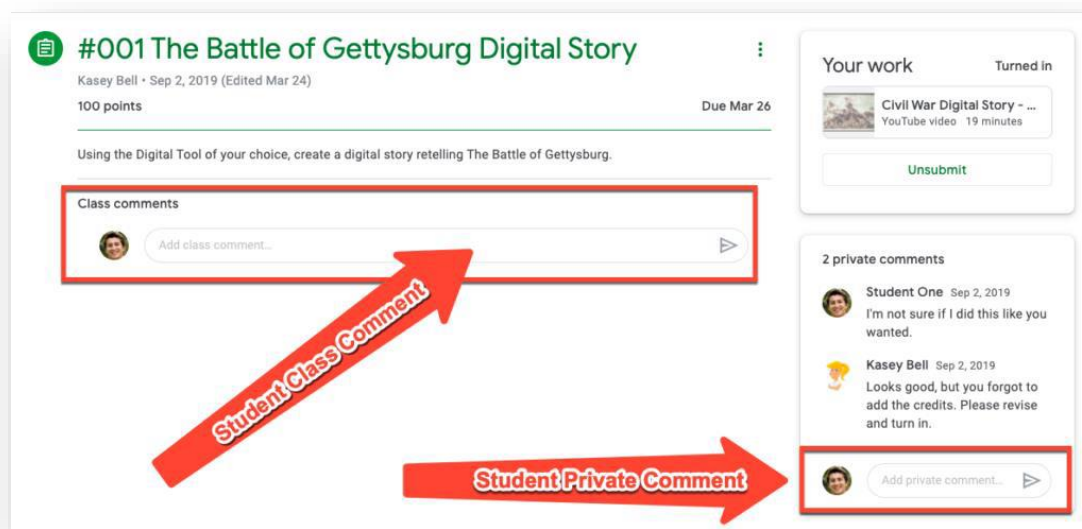 #001 The Battle of Gettysburg Digital Story
Kasey Bell • Sep 2, 2019 (Edited Mar 24)
100 points
Due Mar 26
Using the Digital Tool of your choice, create a digital story retelling The Battle of Gettysburg.
Class comments
Add class comment...
Student Class Comment
Your work
Turned in
Civil War Digital Story - ...
YouTube video 19 minutes
Unsubmit
2 private comments
Student One Sep 2, 2019
I'm not sure if I did this like you
wanted.
Kasey Bell Sep 2, 2019
Looks good, but you forgot to
add the credits. Please revise
and turn in.
Student Private Comment
Add private comment...